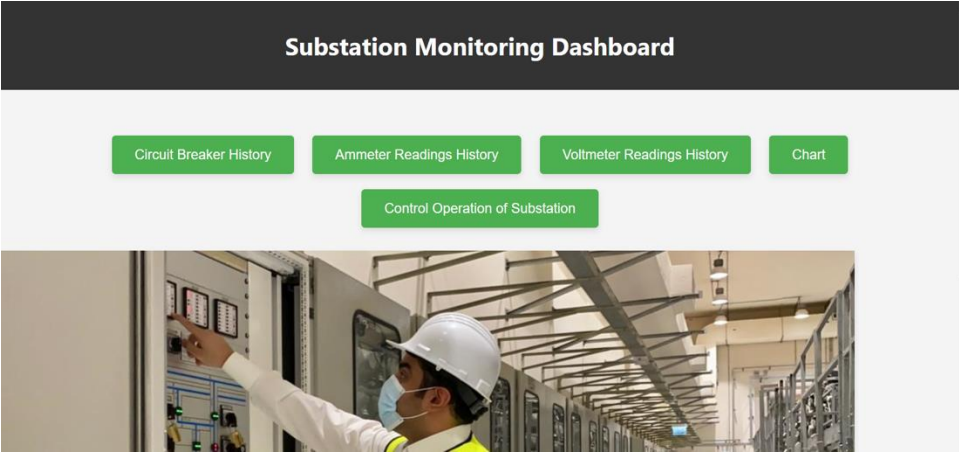 Substation Monitoring Dashboard
Circuit Breaker History
Ammeter Readings History
Voltmeter Readings History
Chart
Control Operation of Substation